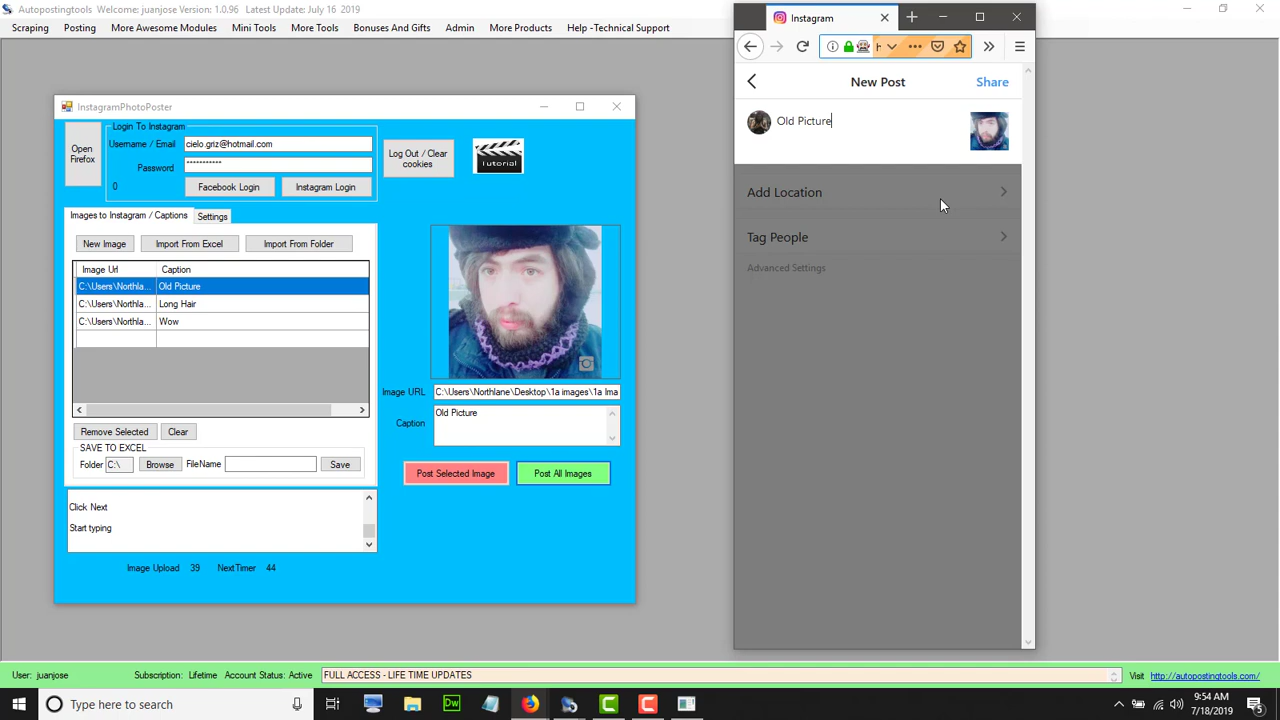 Autopostingtools User: juanjose Version: 1.0.96 Latest Update: July 16 2019
Scraping Posting More Awesome Modules Mini Tools More Tools Bonuses And Gifts Admin More Products Help -Technical Support
Instagram
New Post
Share
Old Picture
Add Location
Tag People
Advanced Settings
InstagramPhotoPoster
Open Firefox
Login To Instagram
Username / Email cielo.griz@hotmail.com
Password ***********
0 Facebook Login Instagram Login
Log Out / Clear cookies
Tutorial
Images to Instagram / Captions Settings
New Image Import From Excel Import From Folder
Image Url Caption
C:\Users\Northla... Old Picture
C:\Users\Northla... Long Hair
C:\Users\Northla... Wow
Remove Selected Clear
SAVE TO EXCEL
Folder C:\ Browse FileName Save
Image URL C:\Users\Northlane\Desktop\1a images\1a Ima
Caption Old Picture
Post Selected Image Post All Images
Click Next
Start typing
Image Upload 39 NextTimer 44
User: juanjose Subscription: Lifetime Account Status: Active FULL ACCESS - LIFE TIME UPDATES Visit http://autopostingtools.com/
Type here to search
Dw
9:54 AM
7/18/2019